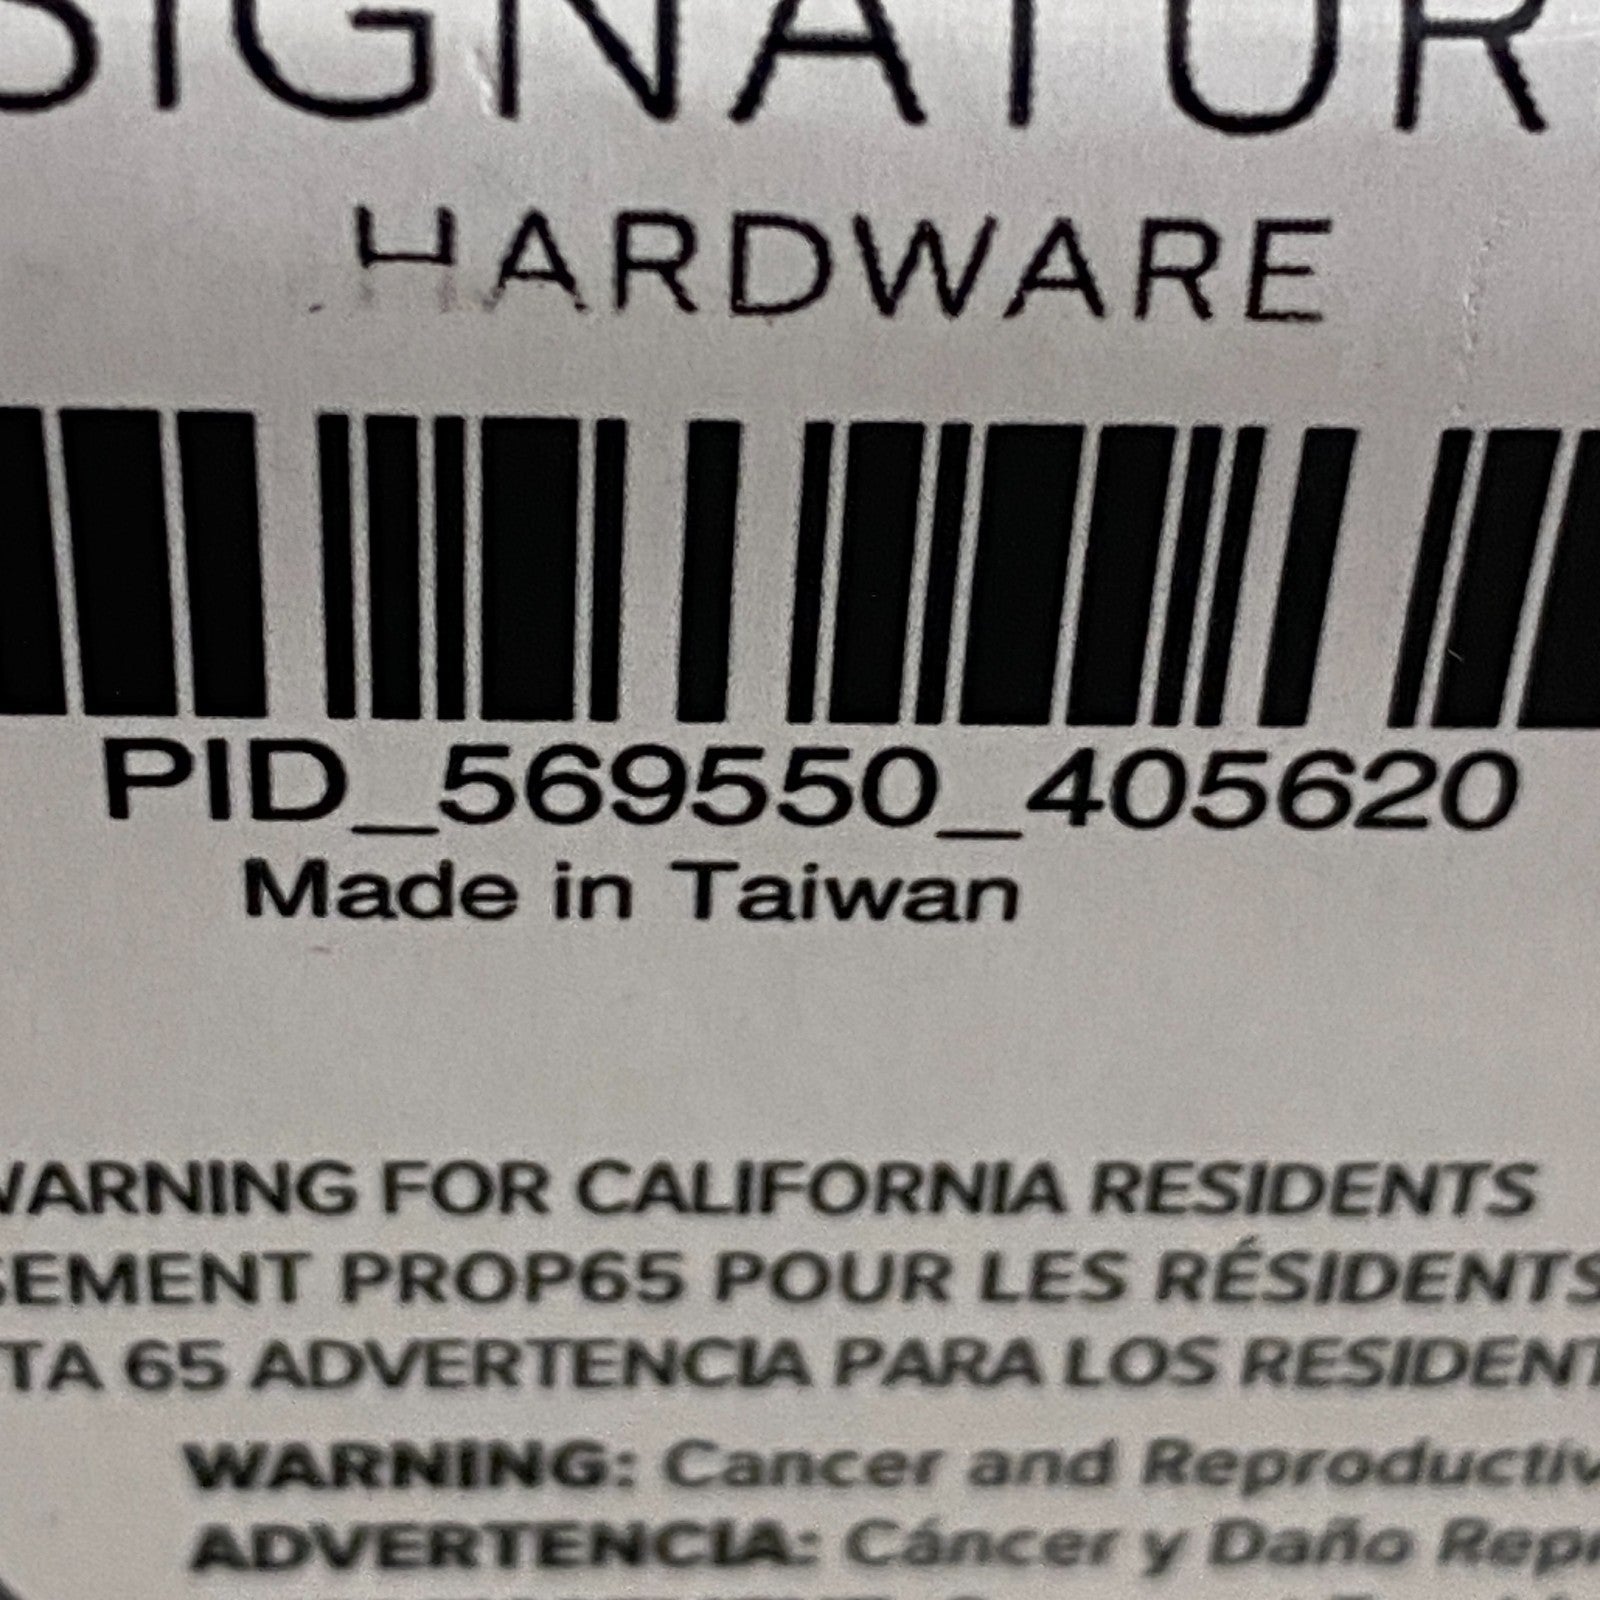 SIGNATUR
HARDWARE
PID_569550_405620
Made in Taiwan
WARNING FOR CALIFORNIA RESIDENTS
SEMENT PROP65 POUR LES RÉSIDENTS
TA 65 ADVERTENCIA PARA LOS RESIDENT
WARNING: Cancer and Reproductiv
ADVERTENCIA: Cáncer y Daño Repr